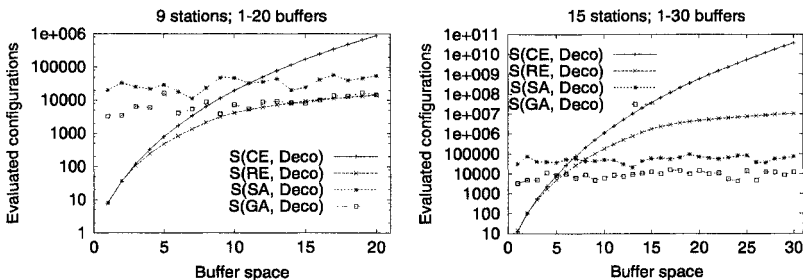 9 stations; 1-20 buffers
Evaluated configurations
1e+006
100000
10000
1000
100
10
1
S(CE, Deco)
S(RE, Deco)
S(SA, Deco)
S(GA, Deco)
0 5 10 15 20
Buffer space
15 stations; 1-30 buffers
Evaluated configurations
1e+011
1e+010
1e+009
1e+008
1e+007
1e+006
100000
10000
1000
100
10
S(CE, Deco)
S(RE, Deco)
S(SA, Deco)
S(GA, Deco)
0 5 10 15 20 25 30
Buffer space